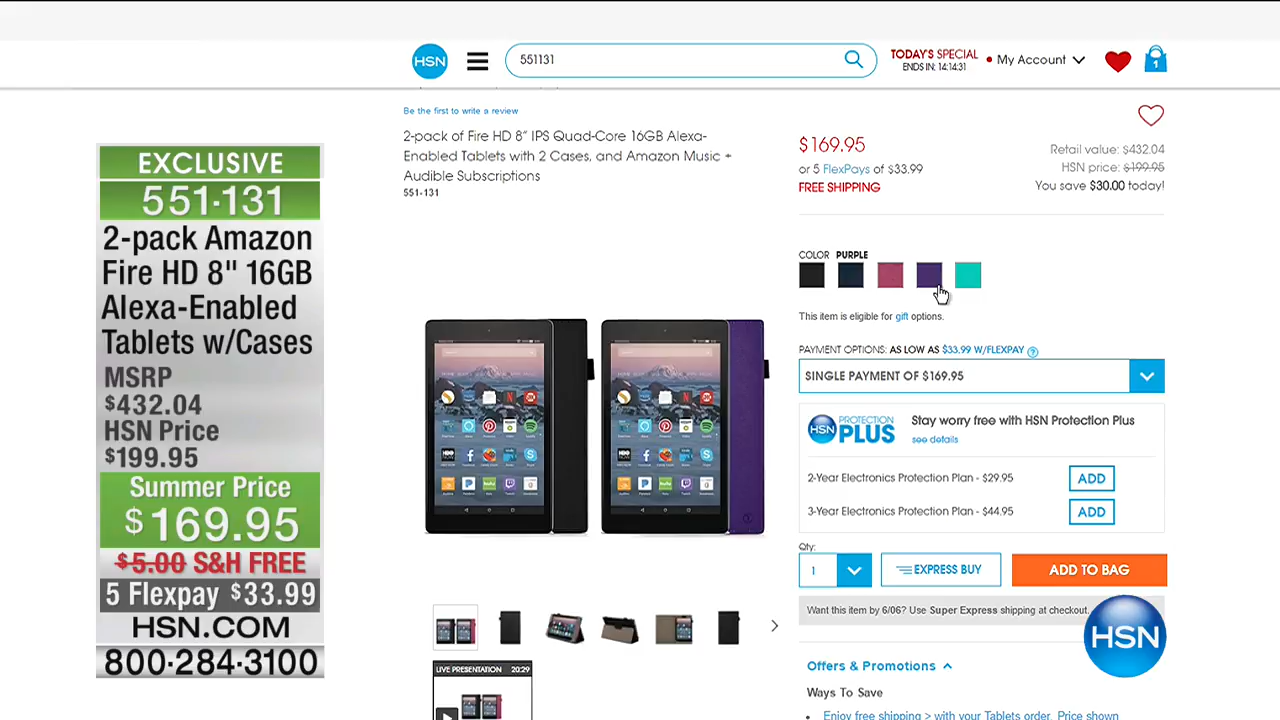 HSN
551131
TODAY'S SPECIAL
ENDS IN: 14:14:31
My Account
1
Be the first to write a review
2-pack of Fire HD 8” IPS Quad-Core 16GB Alexa-
Enabled Tablets with 2 Cases, and Amazon Music +
Audible Subscriptions
551-131
$169.95
or 5 FlexPays of $33.99
FREE SHIPPING
Retail value: $432.04
HSN price: $199.95
You save $30.00 today!
COLOR PURPLE
This item is eligible for gift options.
PAYMENT OPTIONS: AS LOW AS $33.99 W/FLEXPAY ?
SINGLE PAYMENT OF $169.95
HSN PROTECTION PLUS
Stay worry free with HSN Protection Plus
see details
2-Year Electronics Protection Plan - $29.95 ADD
3-Year Electronics Protection Plan - $44.95 ADD
Qty:
1
EXPRESS BUY
ADD TO BAG
Want this item by 6/06? Use Super Express shipping at checkout.
HSN
Offers & Promotions
Ways To Save
Enjoy free shipping > with your Tablets order. Price shown
LIVE PRESENTATION 20:29
EXCLUSIVE
551-131
2-pack Amazon
Fire HD 8" 16GB
Alexa-Enabled
Tablets w/Cases
MSRP
$432.04
HSN Price
$199.95
Summer Price
$169.95
$5.00 S&H FREE
5 Flexpay $33.99
HSN.COM
800-284-3100